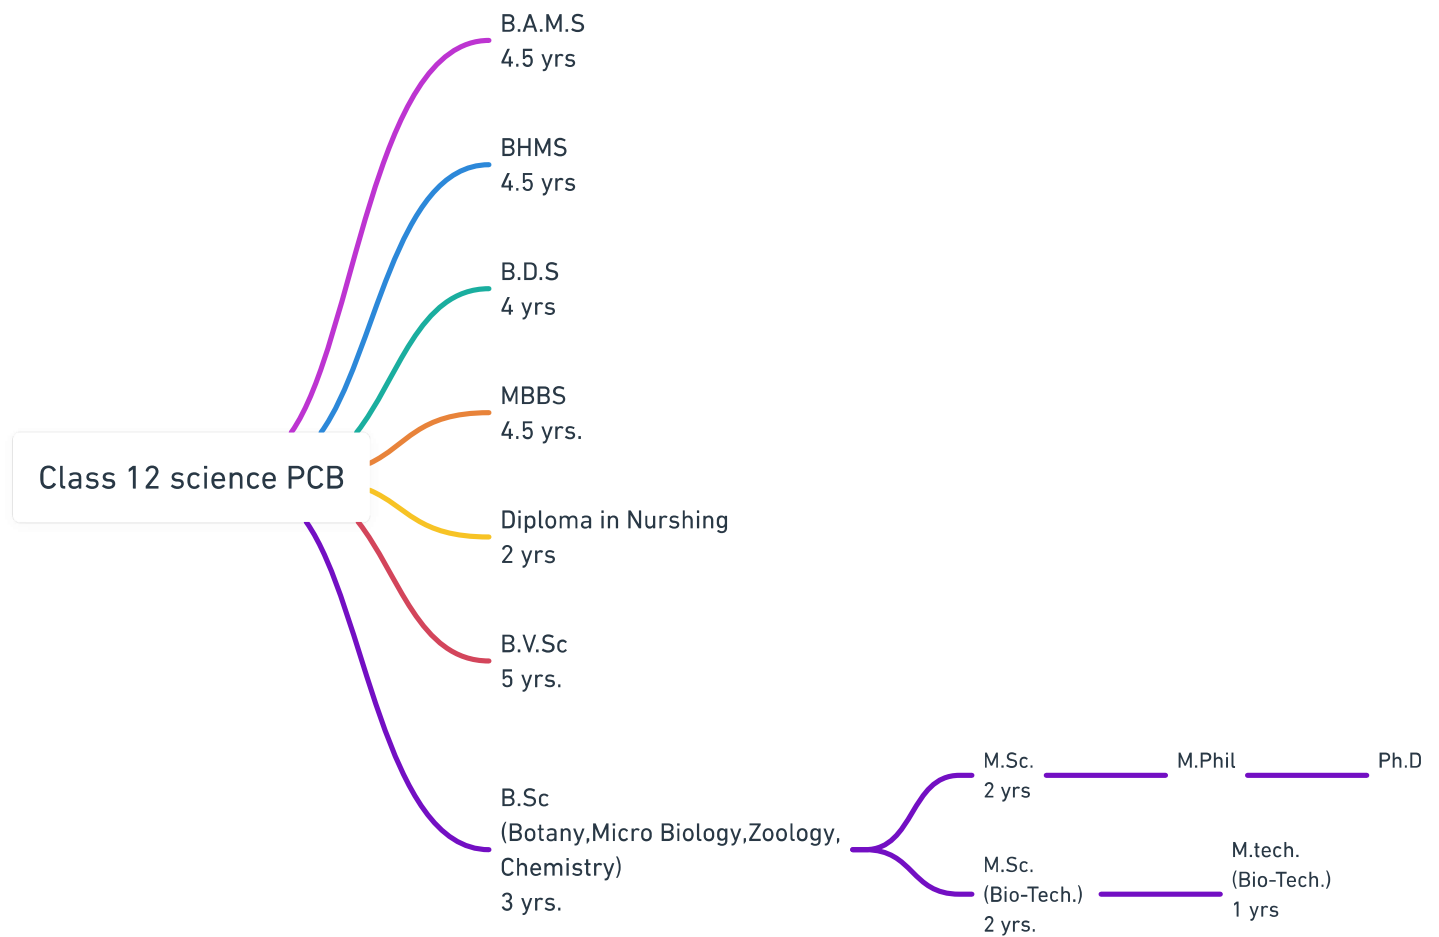 B.A.M.S
4.5 yrs
BHMS
4.5 yrs
B.D.S
4 yrs
MBBS
4.5 yrs.
Class 12 science PCB
Diploma in Nurshing
2 yrs
B.V.Sc
5 yrs.
B.Sc
(Botany,Micro Biology,Zoology,
Chemistry)
3 yrs.
M.Sc.
2 yrs
M.Phil
Ph.D
M.Sc.
(Bio-Tech.)
2 yrs.
M.tech.
(Bio-Tech.)
1 yrs